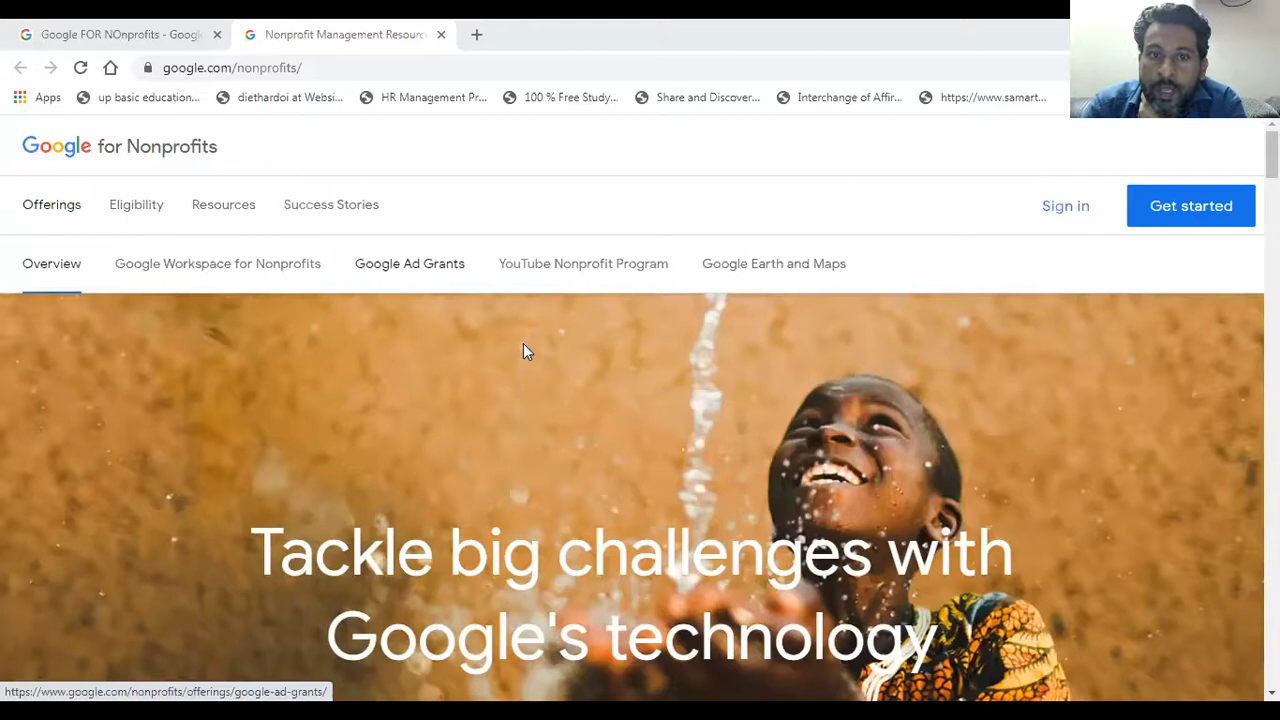 Google FOR NOnprofits - Goog
Nonprofit Management Resourc
google.com/nonprofits/
Apps
up basic education...
diethardoi at Websi...
HR Management Pr...
100 % Free Study...
Share and Discover...
Interchange of Affir...
https://www.samart...
Google for Nonprofits
Offerings
Eligibility
Resources
Success Stories
Sign in
Get started
Overview
Google Workspace for Nonprofits
Google Ad Grants
YouTube Nonprofit Program
Google Earth and Maps
Tackle big challenges with
Google's technology
https://www.google.com/nonprofits/offerings/google-ad-grants/